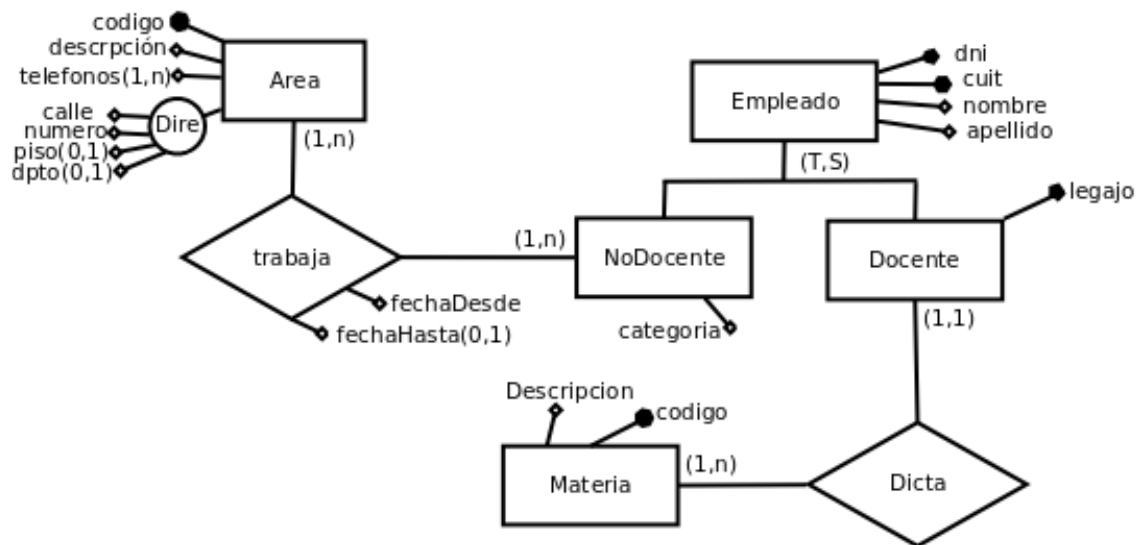 codigo
descrpción
telefonos(1,n)
Area
calle
numero
piso(0,1)
dpto(0,1)
Dire
(1,n)
dni
cuit
nombre
apellido
Empleado
(T,S)
legajo
trabaja
(1,n)
NoDocente
Docente
fechaDesde
fechaHasta(0,1)
categoria
(1,1)
Descripcion
codigo
Materia
(1,n)
Dicta